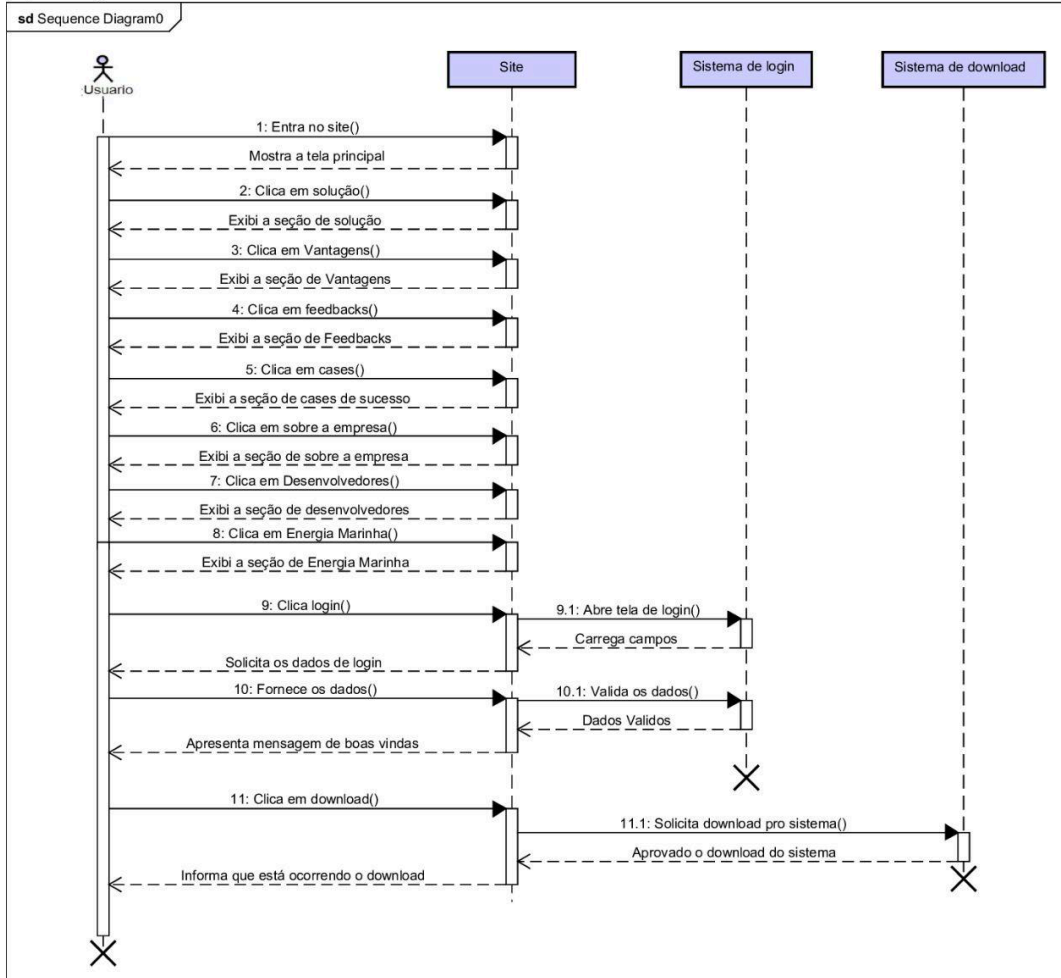 sd Sequence Diagram0
Usuario
Site
Sistema de login
Sistema de download
1: Entra no site()
Mostra a tela principal
2: Clica em solução()
Exibi a seção de solução
3: Clica em Vantagens()
Exibi a seção de Vantagens
4: Clica em feedbacks()
Exibi a seção de Feedbacks
5: Clica em cases()
Exibi a seção de cases de sucesso
6: Clica em sobre a empresa()
Exibi a seção de sobre a empresa
7: Clica em Desenvolvedores()
Exibi a seção de desenvolvedores
8: Clica em Energia Marinha()
Exibi a seção de Energia Marinha
9: Clica login()
9.1: Abre tela de login()
Carrega campos
Solicita os dados de login
10: Fornece os dados()
10.1: Valida os dados()
Dados Validos
Apresenta mensagem de boas vindas
11: Clica em download()
11.1: Solicita download pro sistema()
Aprovado o download do sistema
Informa que está ocorrendo o download